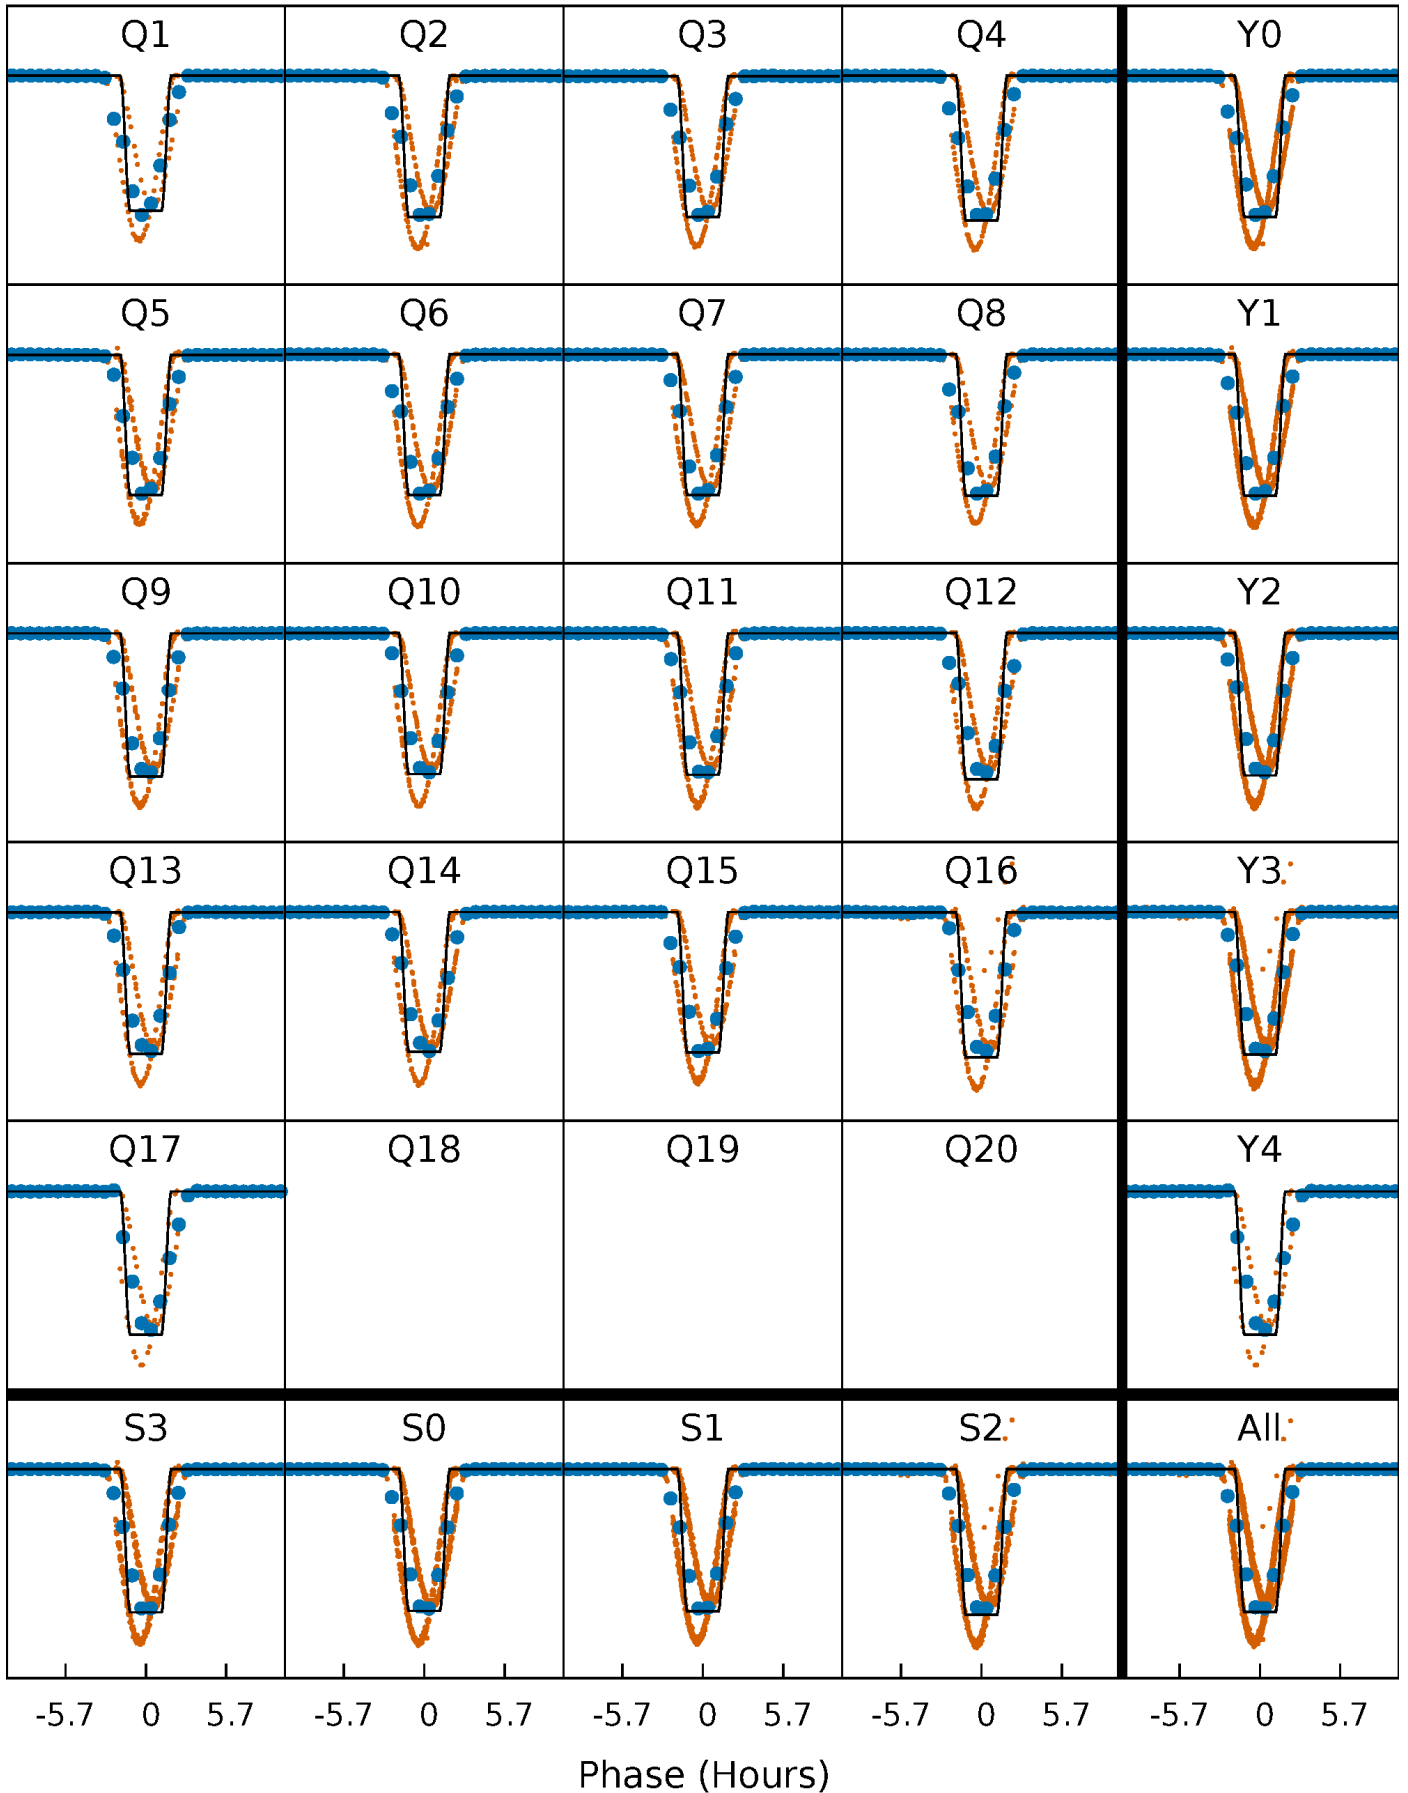 Q1 Q2 Q3 Q4 Y0
Q5 Q6 Q7 Q8 Y1
Q9 Q10 Q11 Q12 Y2
Q13 Q14 Q15 Q16 Y3
Q17 Q18 Q19 Q20 Y4
S3 S0 S1 S2 All
-5.7 0 5.7 -5.7 0 5.7 -5.7 0 5.7 -5.7 0 5.7 -5.7 0 5.7
Phase (Hours)